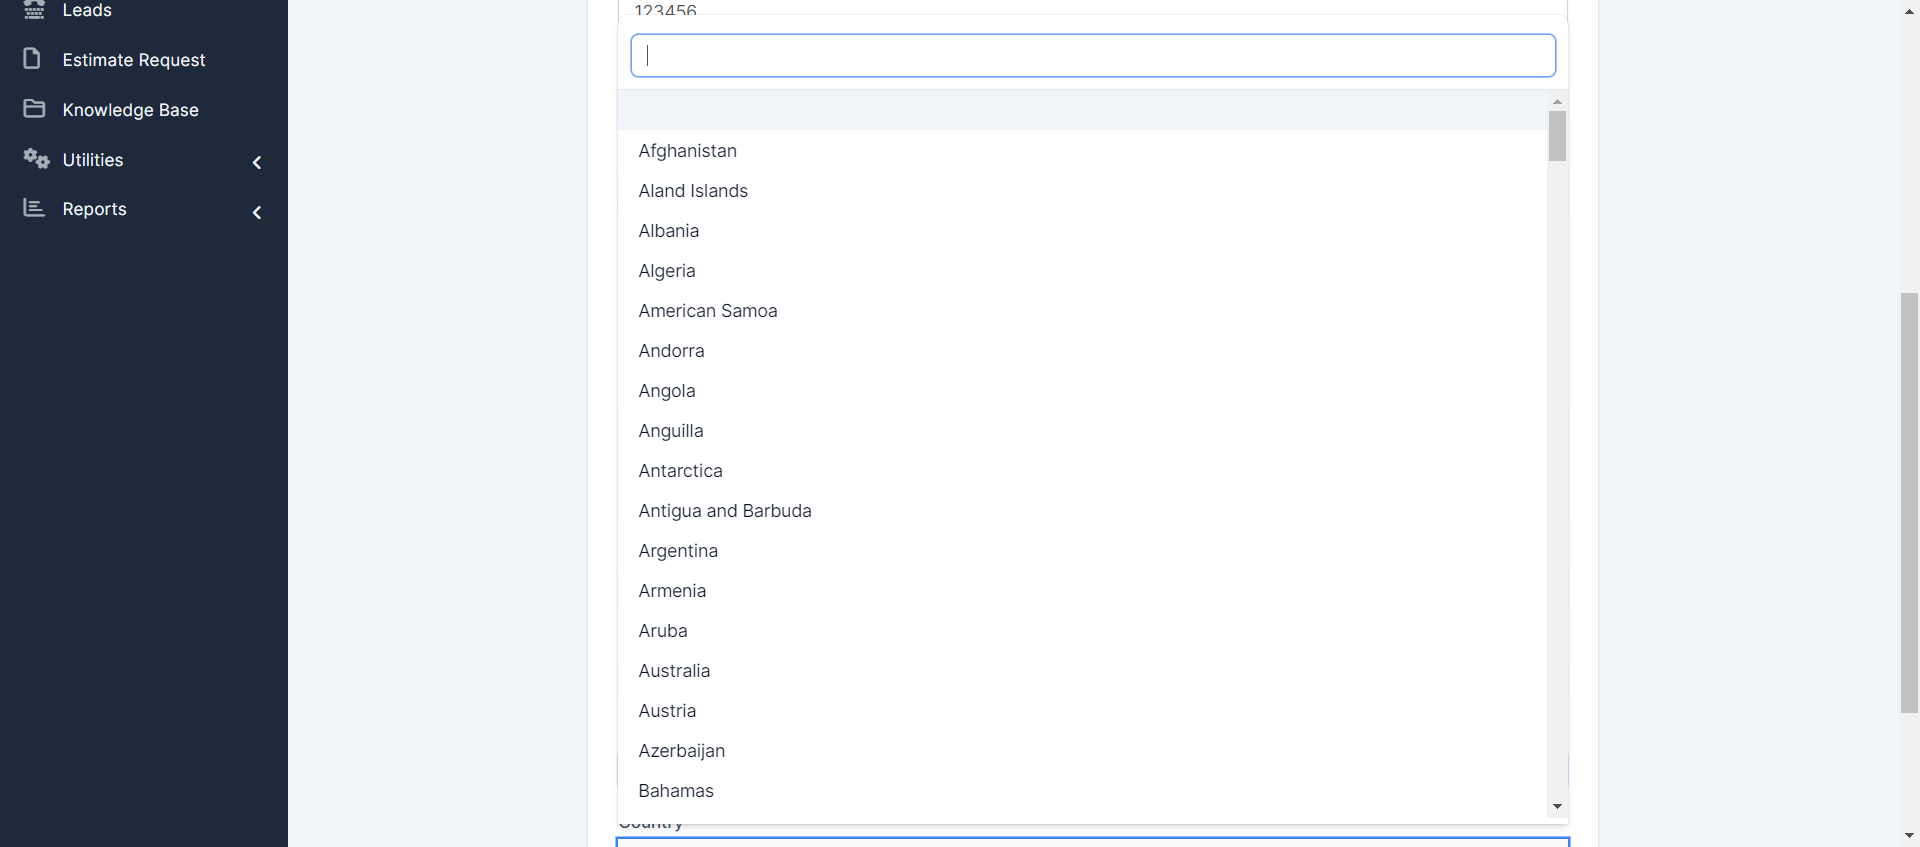 Leads
Estimate Request
Knowledge Base
Utilities
Reports
123456
Afghanistan
Aland Islands
Albania
Algeria
American Samoa
Andorra
Angola
Anguilla
Antarctica
Antigua and Barbuda
Argentina
Armenia
Aruba
Australia
Austria
Azerbaijan
Bahamas
Country